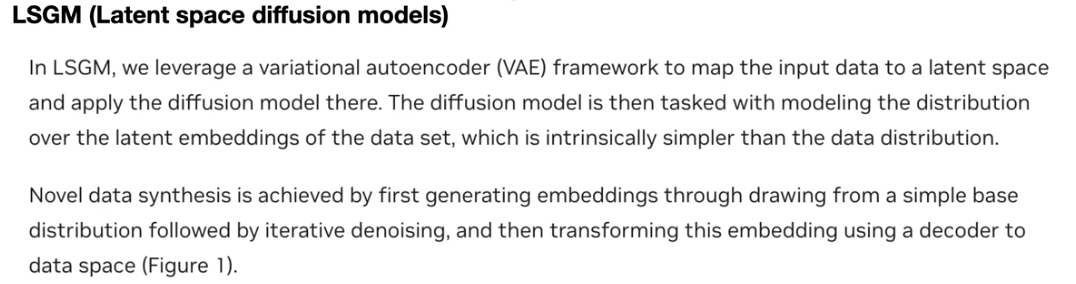 LSGM (Latent space diffusion models)
In LSGM, we leverage a variational autoencoder (VAE) framework to map the input data to a latent space
and apply the diffusion model there. The diffusion model is then tasked with modeling the distribution
over the latent embeddings of the data set, which is intrinsically simpler than the data distribution.
Novel data synthesis is achieved by first generating embeddings through drawing from a simple base
distribution followed by iterative denoising, and then transforming this embedding using a decoder to
data space (Figure 1).